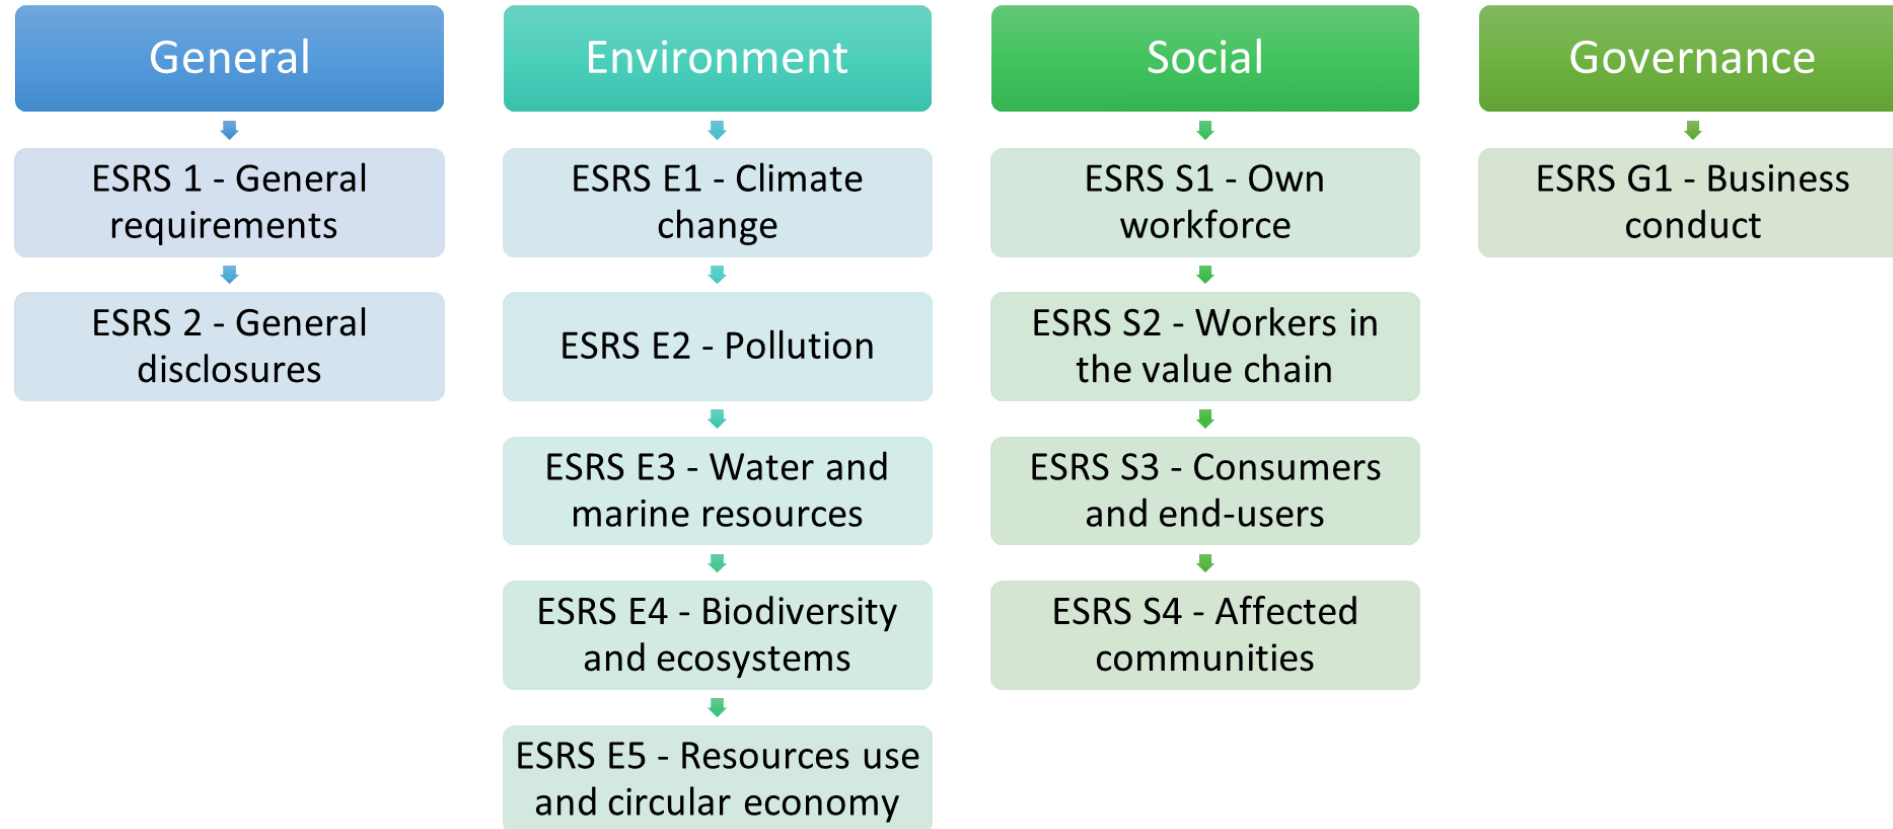 General
ESRS 1 - General
requirements
ESRS 2 - General
disclosures
Environment
ESRS E1 - Climate
change
ESRS E2 - Pollution
ESRS E3 - Water and
marine resources
ESRS E4 - Biodiversity
and ecosystems
ESRS E5 - Resources use
and circular economy
Social
ESRS S1 - Own
workforce
ESRS S2 - Workers in
the value chain
ESRS S3 - Consumers
and end-users
ESRS S4 - Affected
communities
Governance
ESRS G1 - Business
conduct